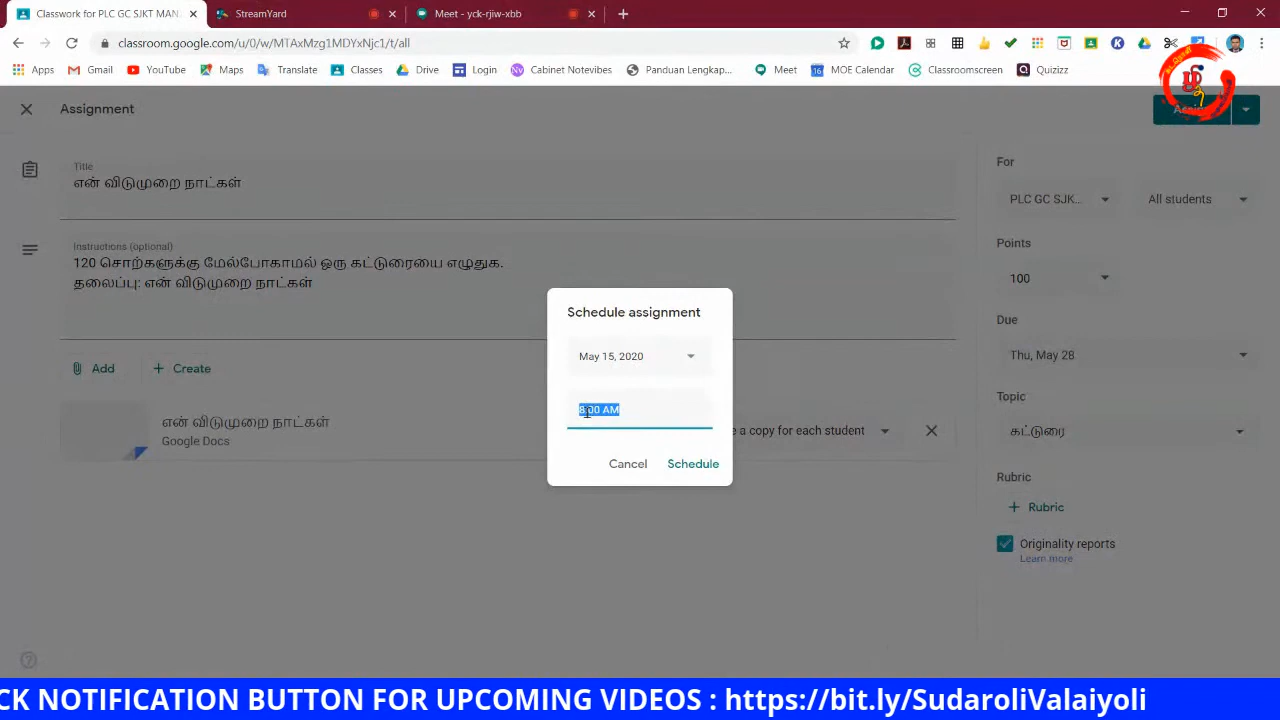 Classwork for PLC GC SJKT MAN
StreamYard
Meet - yck-rjiw-xbb
classroom.google.com/u/0/w/MTAxMzg1MDYxNjc1/t/all
Apps
Gmail
YouTube
Maps
Translate
Classes
Drive
Login
Cabinet Notevibes
Panduan Lengkap...
Meet
16
MOE Calendar
Classroomscreen
Quizizz
Assignment
Title
என் விடுமுறை நாட்கள்
Instructions (optional)
120 சொற்களுக்கு மேல்போகாமல் ஒரு கட்டுரையை எழுதுக.
தலைப்பு: என் விடுமுறை நாட்கள்
Add
Create
என் விடுமுறை நாட்கள்
Google Docs
e a copy for each student
Schedule assignment
May 15, 2020
8:00 AM
Cancel
Schedule
For
PLC GC SJK...
All students
Points
100
Due
Thu, May 28
Topic
கட்டுரை
Rubric
Rubric
Originality reports
Learn more
CK NOTIFICATION BUTTON FOR UPCOMING VIDEOS : https://bit.ly/SudaroliValaiyoli